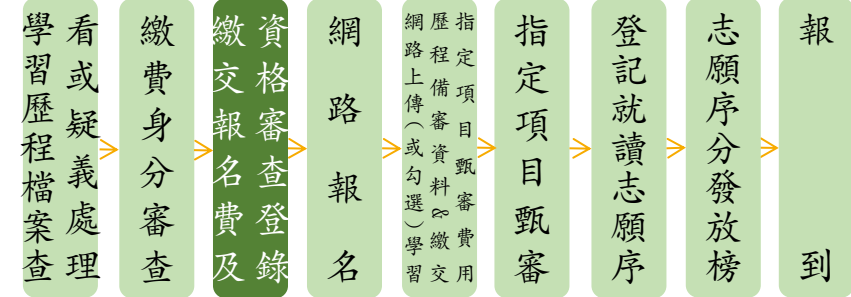 學習歷程檔案查
看或疑義處理
繳費身分審查
繳交報名費及
資格審查登錄
網路報名
網路上傳（或勾選）學習
歷程備審資料&繳交
指定項目甄審費用
指定項目甄審
登記就讀志願序
志願序分發放榜
報到